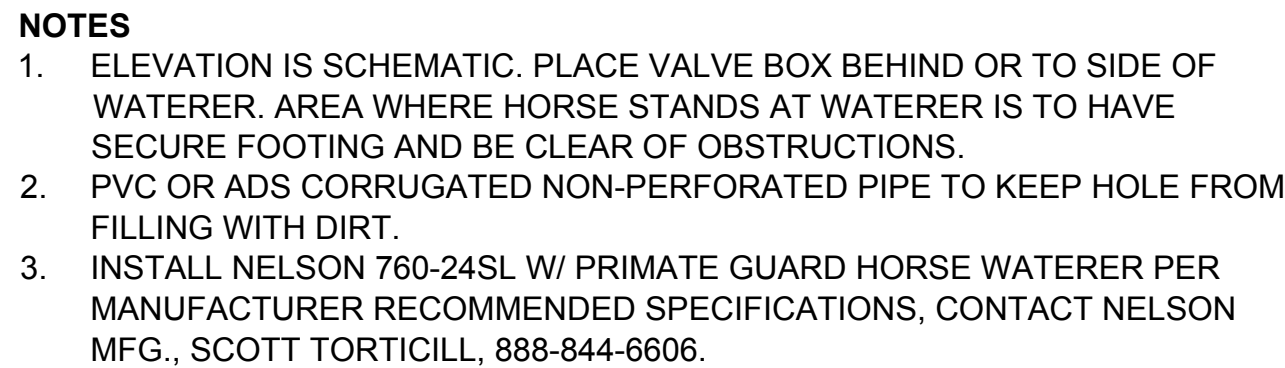 NOTES
1. ELEVATION IS SCHEMATIC. PLACE VALVE BOX BEHIND OR TO SIDE OF
WATERER. AREA WHERE HORSE STANDS AT WATERER IS TO HAVE
SECURE FOOTING AND BE CLEAR OF OBSTRUCTIONS.
2. PVC OR ADS CORRUGATED NON-PERFORATED PIPE TO KEEP HOLE FROM
FILLING WITH DIRT.
3. INSTALL NELSON 760-24SL W/ PRIMATE GUARD HORSE WATERER PER
MANUFACTURER RECOMMENDED SPECIFICATIONS, CONTACT NELSON
MFG., SCOTT TORTICILL, 888-844-6606.